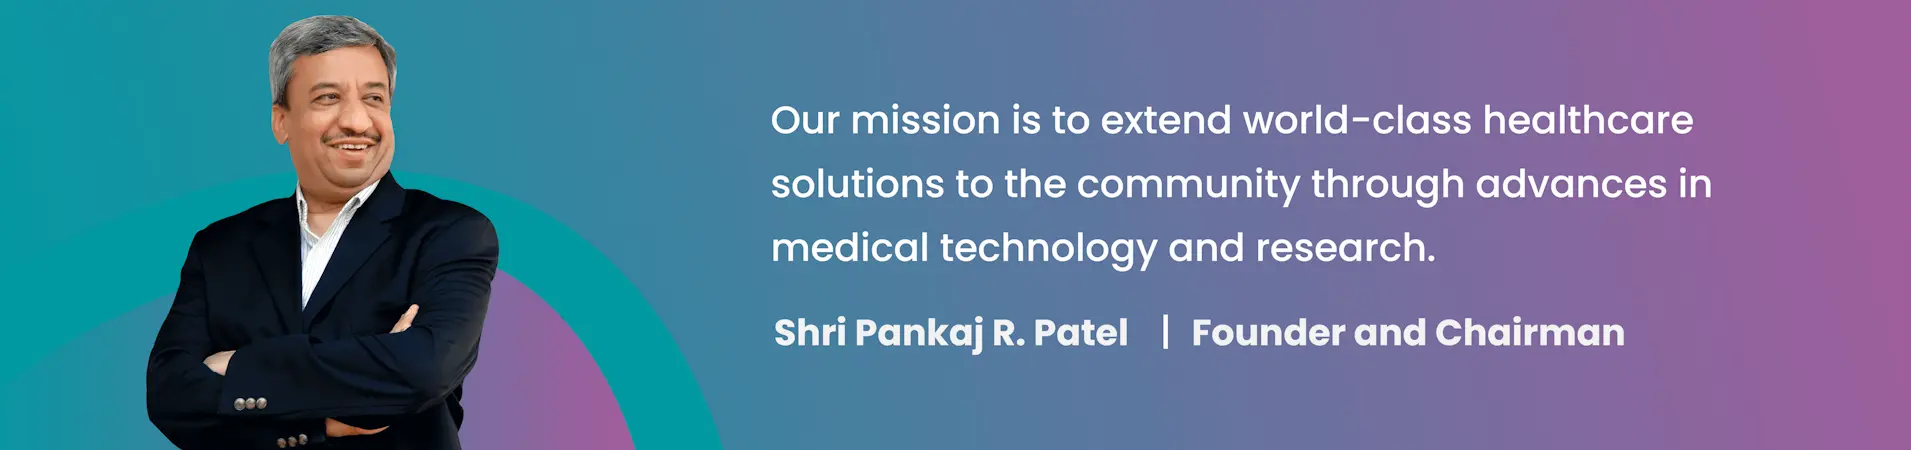 Our mission is to extend world-class healthcare
solutions to the community through advances in
medical technology and research.
Shri Pankaj R. Patel | Founder and Chairman